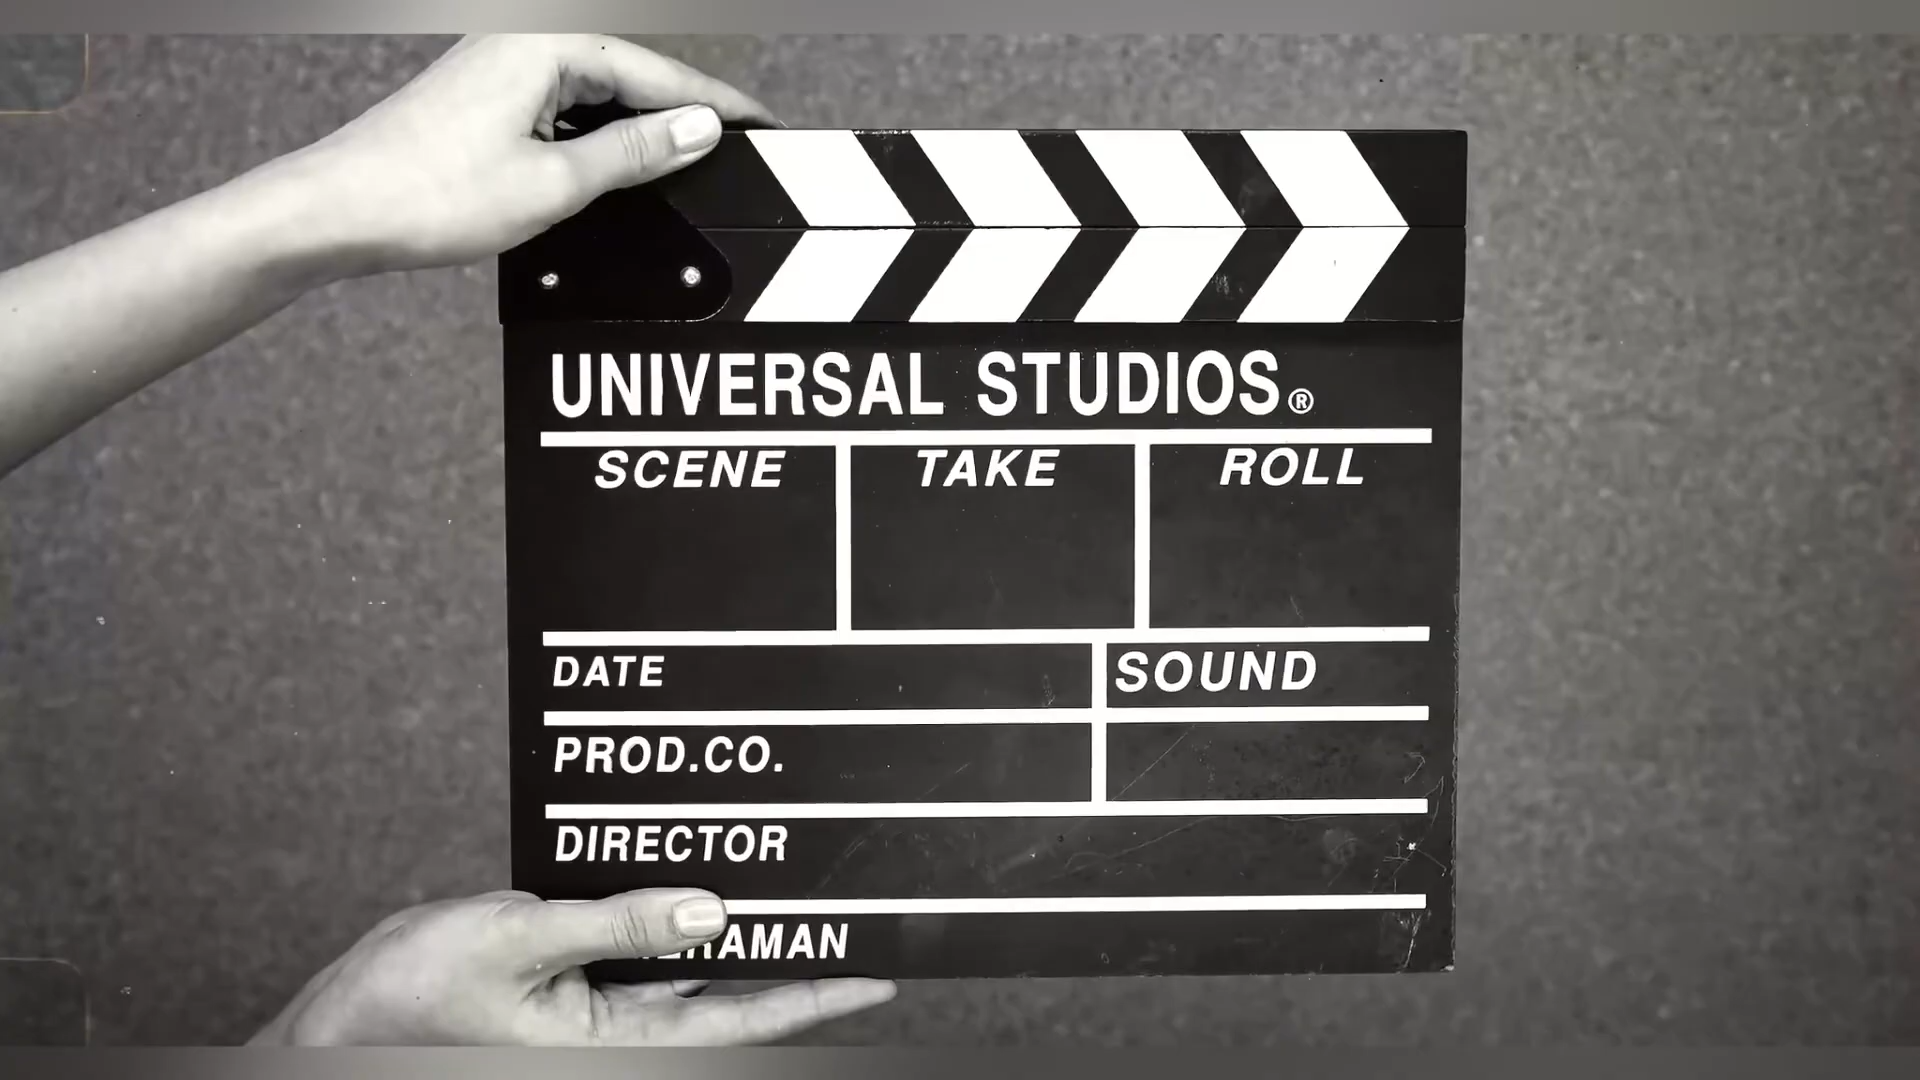 UNIVERSAL STUDIOS®
SCENE TAKE ROLL
DATE SOUND
PROD.CO.
DIRECTOR